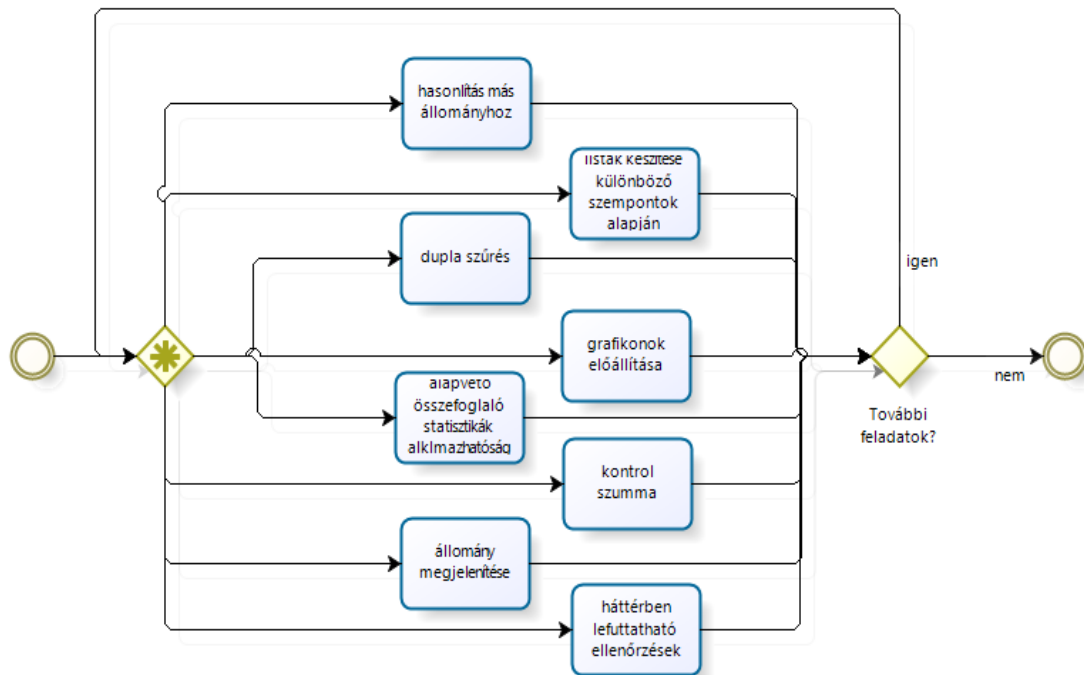 hasonlítás más
állományhoz
listák készítése
különböző
szempontok
alapján
dupla szűrés
igen
grafikonok
előállítása
nem
alapvető
összefoglaló
statisztikák
alklmazhatóság
További
feladatok?
kontrol
szumma
állomány
megjelenítése
háttérben
lefuttatható
ellenőrzések